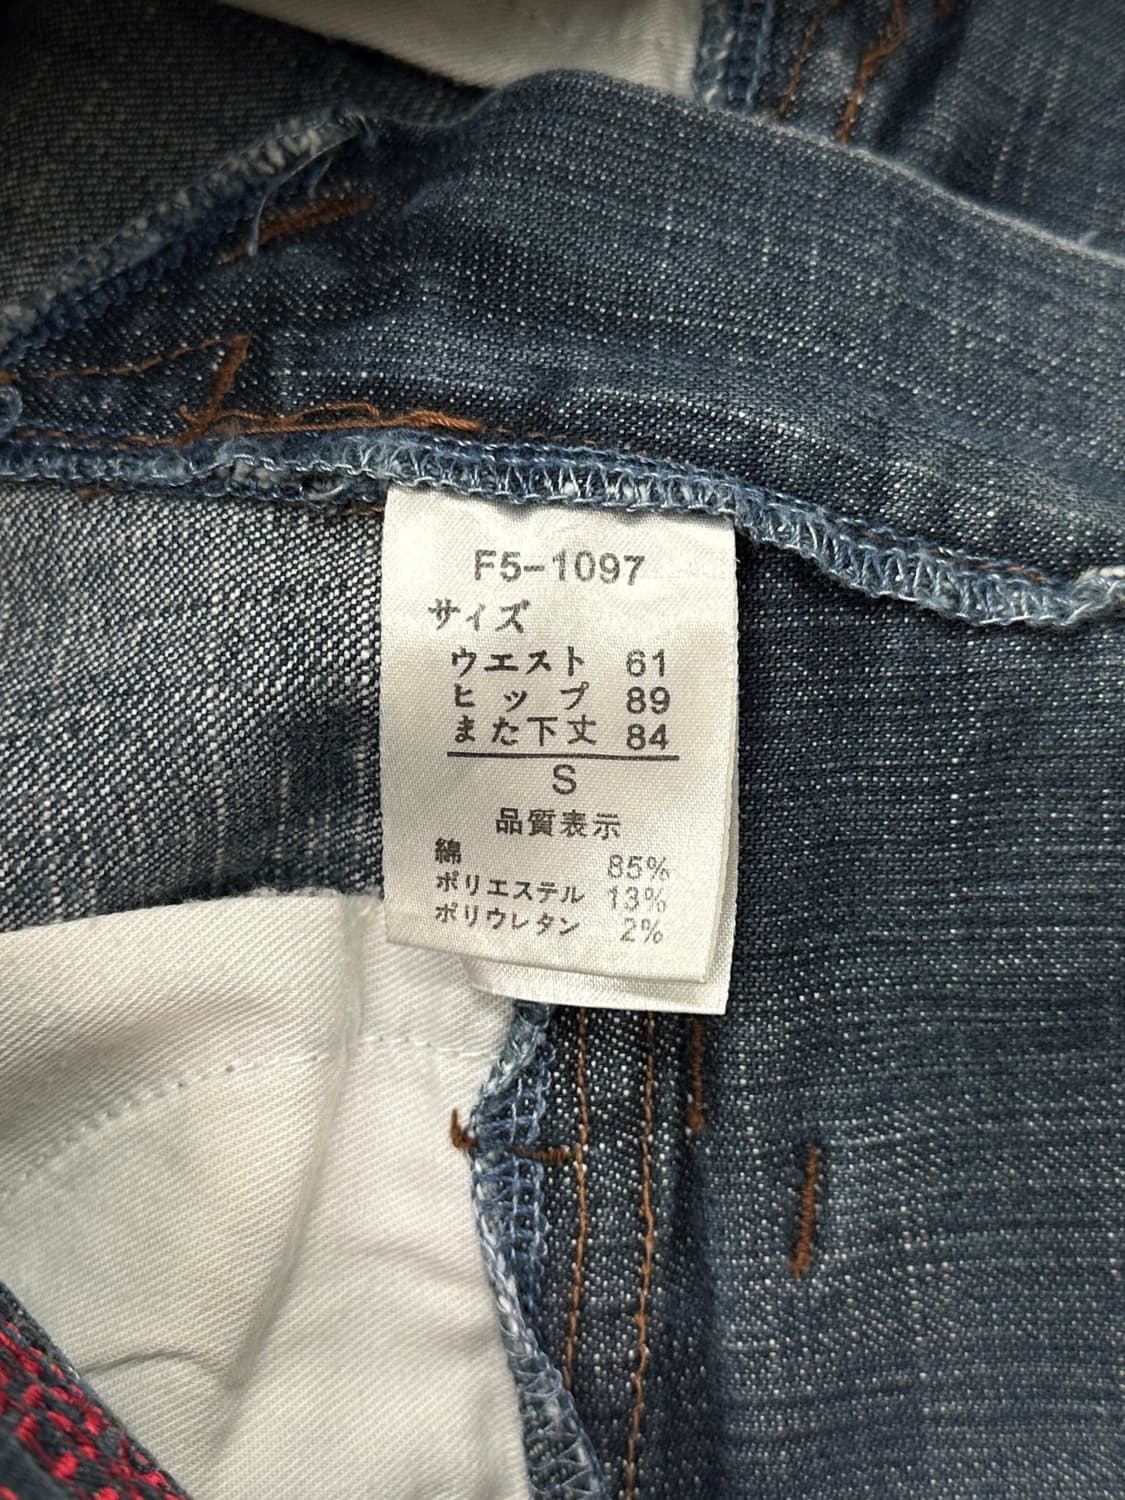 F5-1097
サイズ
ウエスト 61
ヒップ 89
また下丈 84
S
品質表示
綿 85%
ポリエステル 13%
ポリウレタン 2%